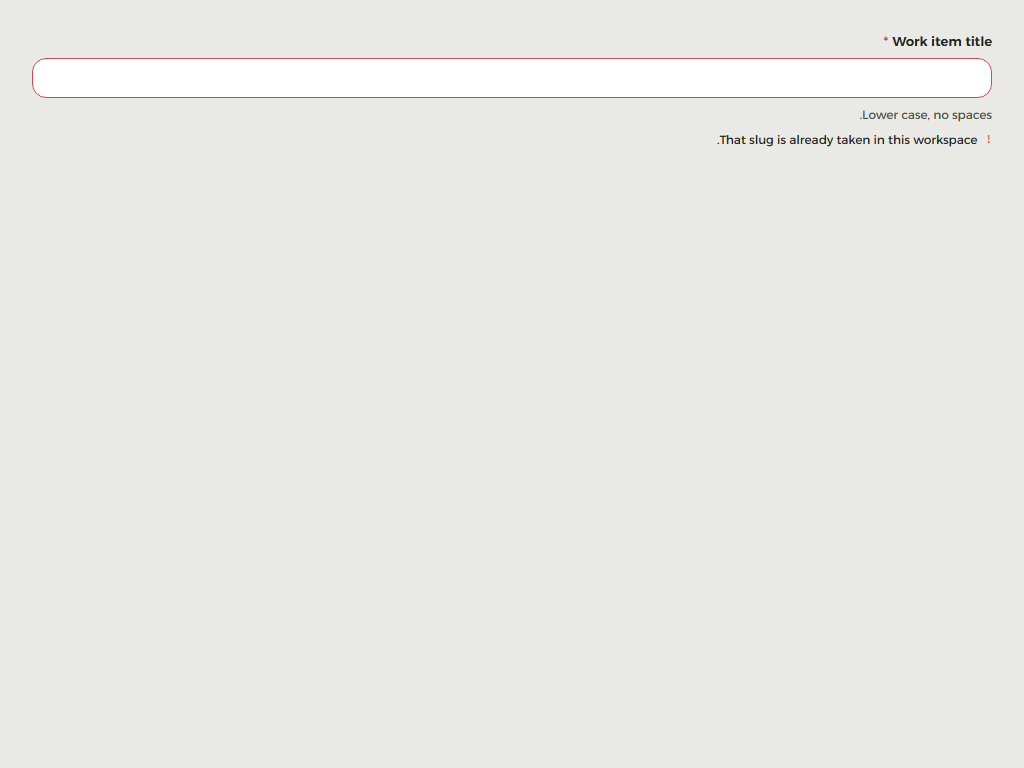 Work item title *
Lower case, no spaces.
! That slug is already taken in this workspace.